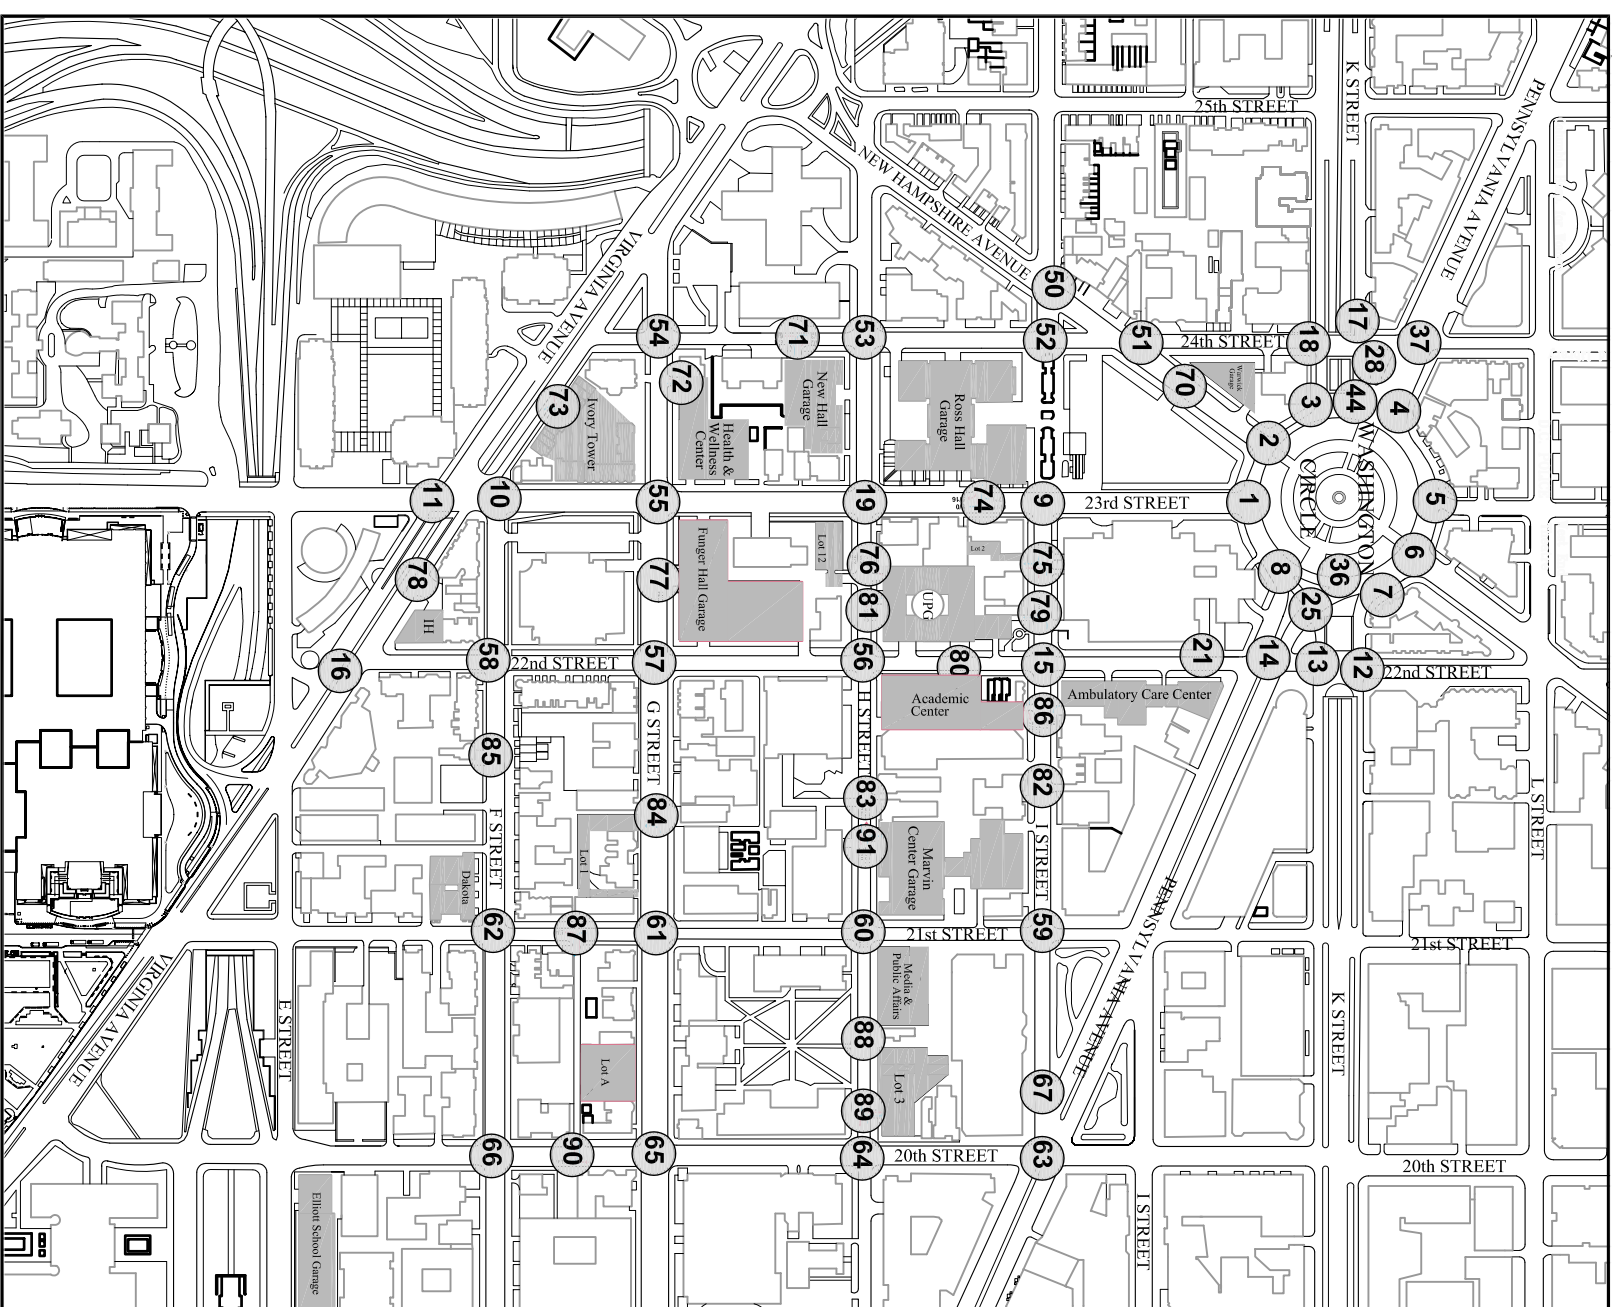 K STREET
PENNSYLVANIA AVENUE
25th STREET
NEW HAMPSHIRE AVENUE
VIRGINIA AVENUE
50
17
54
71
53
52
51
24th STREET
18
37
28
72
70
Warwick
Garage
73
Ivory Tower
New Hall
Garage
Ross Hall
Garage
3
44
4
Health &
Wellness
Center
2
WASHINGTON
CIRCLE
11
10
55
19
74
9
23rd STREET
1
5
Funger Hall Garage
Lot 12
Lot 2
76
75
6
78
77
8
36
7
IH
81
UPG
79
25
16
58
22nd STREET
57
56
80
15
21
14
13
12
22nd STREET
Academic
Center
Ambulatory Care Center
86
G STREET
H STREET
85
82
83
84
F STREET
91
Marvin
Center Garage
I STREET
L STREET
Lot 1
Dakota
PENNSYLVANIA AVENUE
62
87
61
60
21st STREET
59
21st STREET
VIRGINIA AVENUE
Media &
Public Affairs
E STREET
K STREET
88
Lot A
Lot 3
67
89
66
90
65
64
20th STREET
63
20th STREET
Elliott School Garage
I STREET